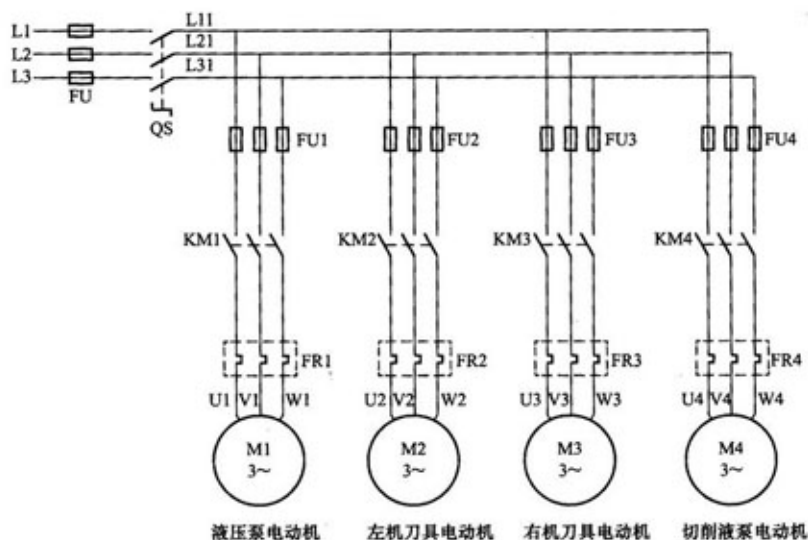 L1 L11
L2 L21
L3 L31
FU
QS
FU1 FU2 FU3 FU4
KM1 KM2 KM3 KM4
FR1 FR2 FR3 FR4
U1 V1 W1 U2 V2 W2 U3 V3 W3 U4 V4 W4
M1 M2 M3 M4
3～ 3～ 3～ 3～
液压泵电动机 左机刀具电动机 右机刀具电动机 切削液泵电动机